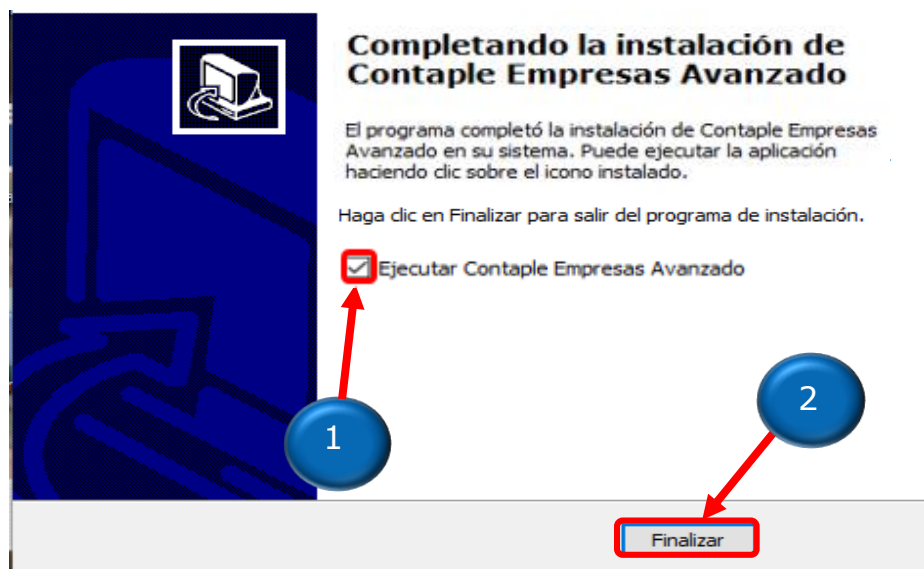 Completando la instalación de
Contaple Empresas Avanzado
El programa completó la instalación de Contaple Empresas
Avanzado en su sistema. Puede ejecutar la aplicación
haciendo clic sobre el icono instalado.
Haga clic en Finalizar para salir del programa de instalación.
Ejecutar Contaple Empresas Avanzado
2
1
Finalizar